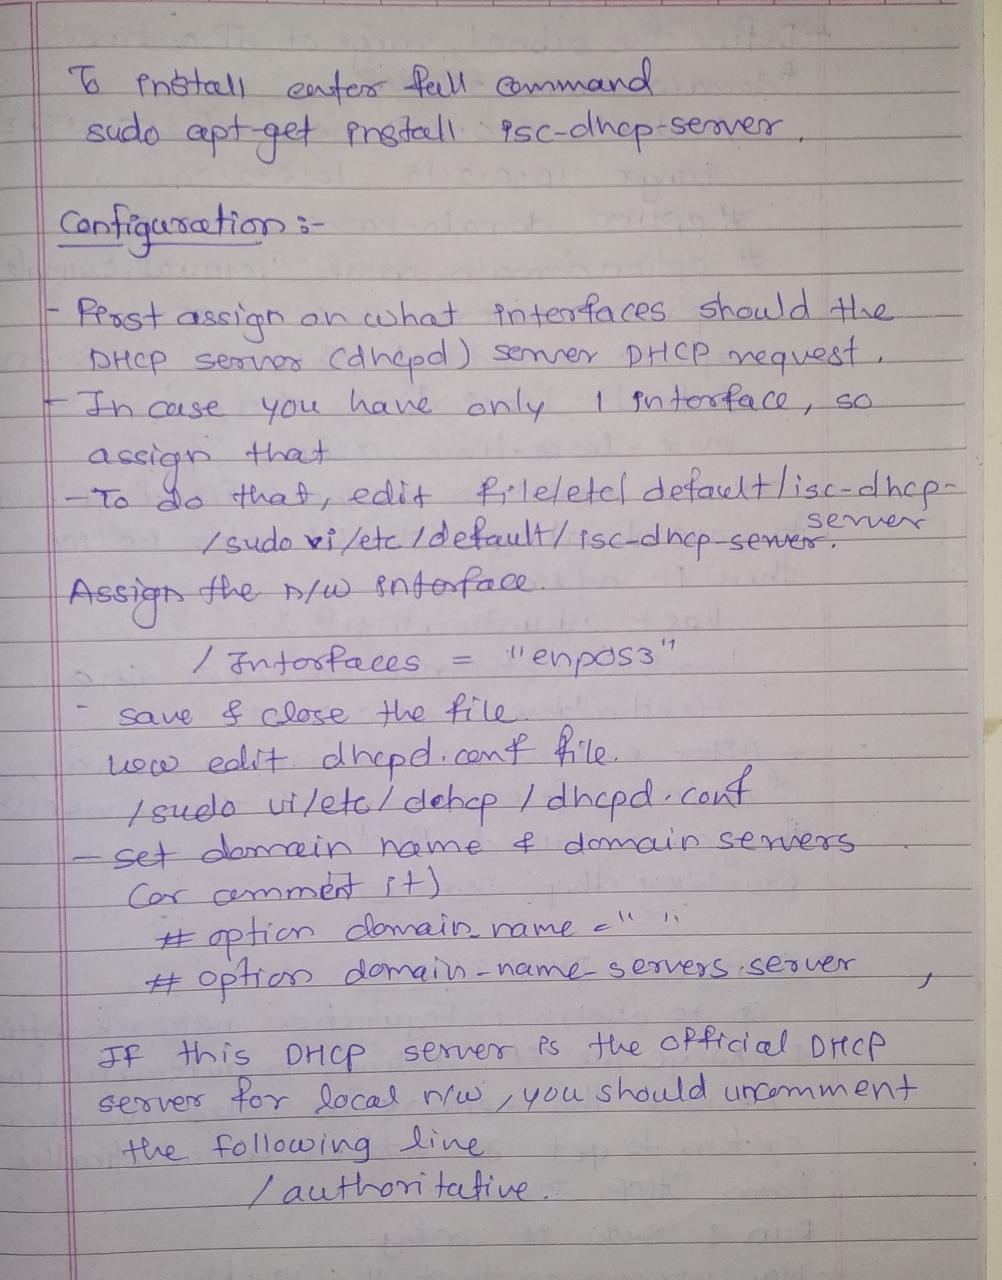 To install enter foll command
sudo apt-get install isc-dhcp-server.
Configuration :-
- First assign on what interfaces should the
DHCP server (dhcpd) server DHCP request.
- In case you have only 1 interface, so
assign that
- To do that, edit file/etc/ default/isc-dhcp-
server
/sudo vi/etc/default/isc-dhcp-server.
Assign the n/w interface.
/ Interfaces = "enpos3"
- save & close the file.
now edit dhcpd.conf file.
/sudo vi/etc/dchcp/dhcpd.conf
- set domain name & domain servers
(or comment it)
# option domain name = " "
# option domain-name-servers.server ,
If this DHCP server is the official DHCP
server for local n/w, you should uncomment
the following line
/authoritative.